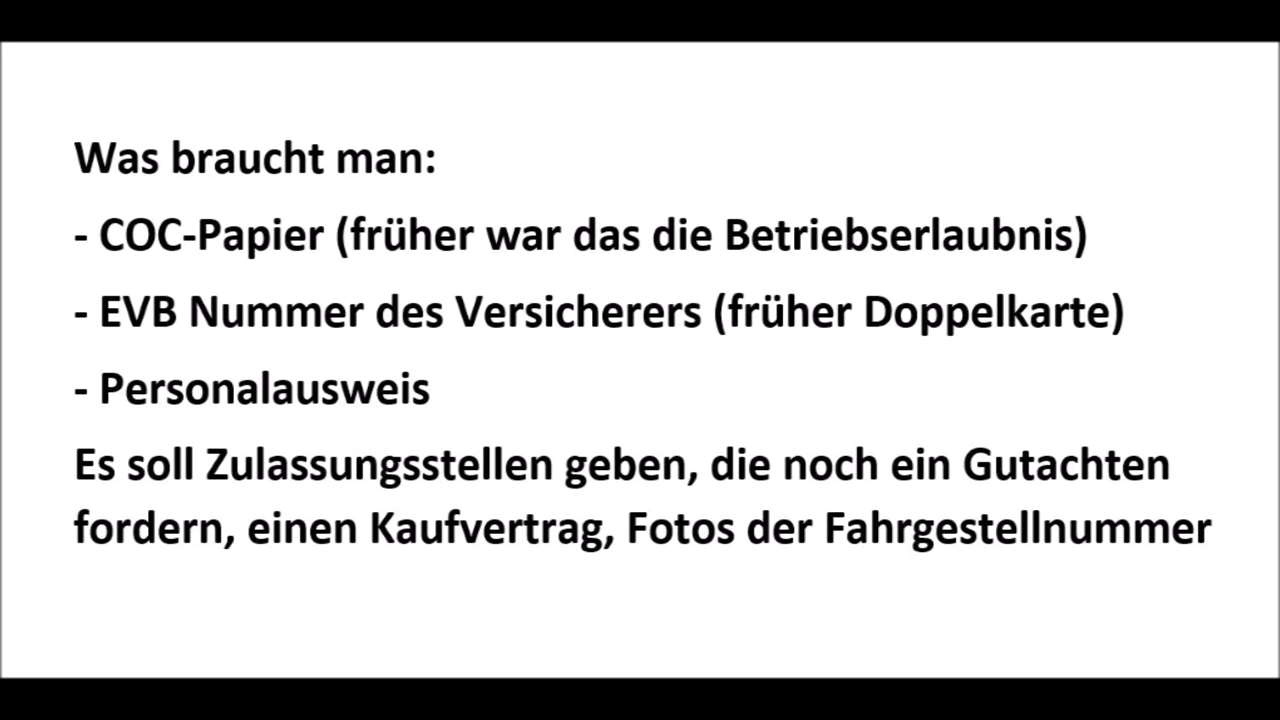 Was braucht man:
- COC-Papier (früher war das die Betriebserlaubnis)
- EVB Nummer des Versicherers (früher Doppelkarte)
- Personalausweis
Es soll Zulassungsstellen geben, die noch ein Gutachten
fordern, einen Kaufvertrag, Fotos der Fahrgestellnummer